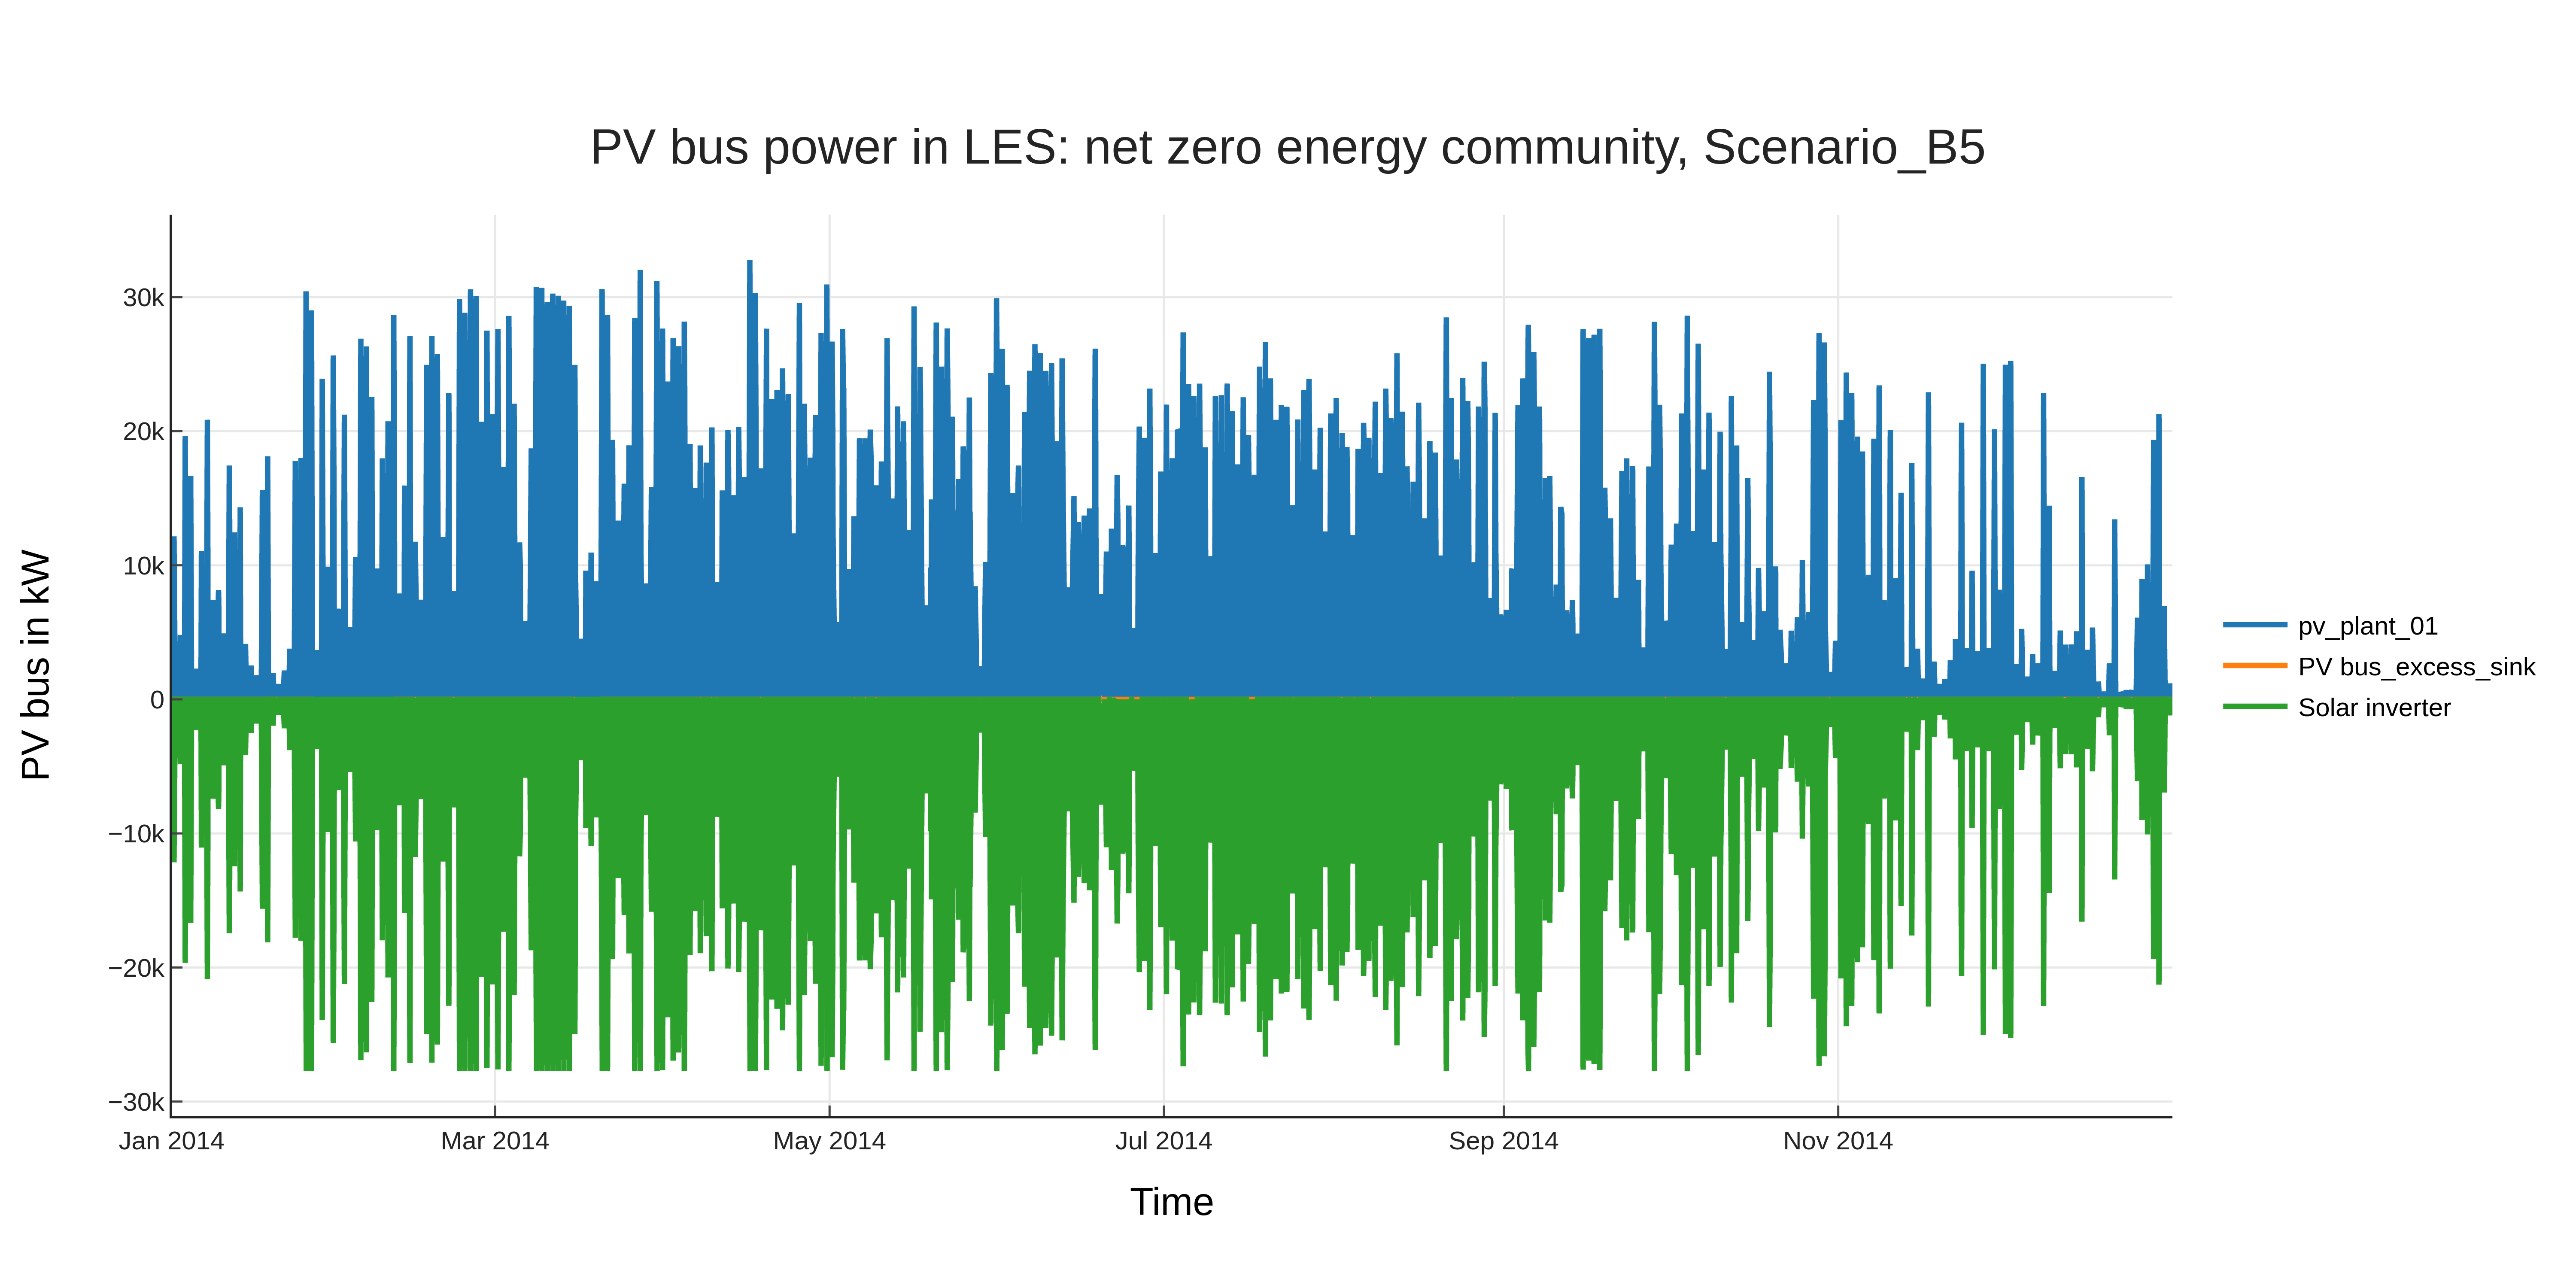 PV bus power in LES: net zero energy community, Scenario_B5
PV bus in kW
30k
20k
10k
0
−10k
−20k
−30k
Jan 2014
Mar 2014
May 2014
Jul 2014
Sep 2014
Nov 2014
Time
pv_plant_01
PV bus_excess_sink
Solar inverter